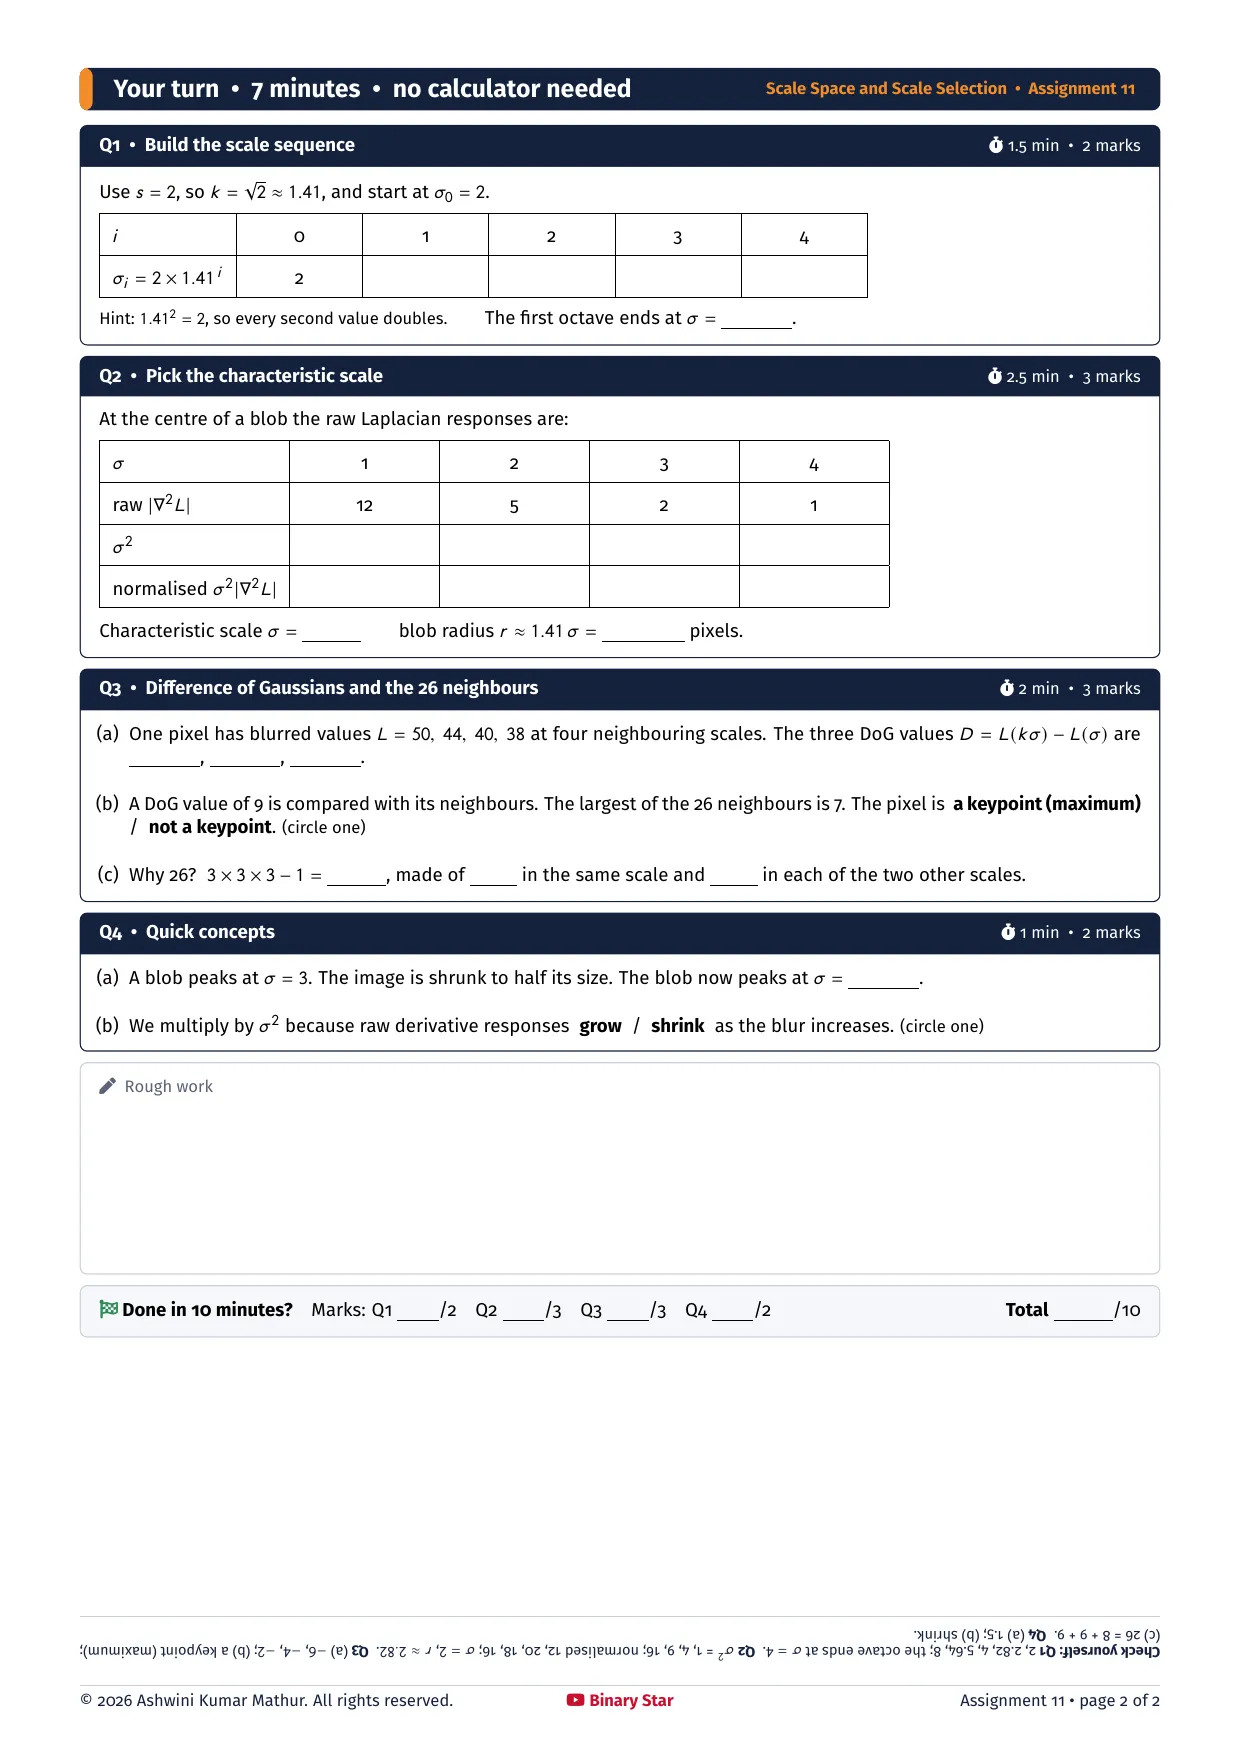 Your turn • 7 minutes • no calculator needed
Scale Space and Scale Selection • Assignment 11
Q1 • Build the scale sequence
1.5 min • 2 marks
Use s = 2, so k = √2 ≈ 1.41, and start at σ₀ = 2.
i 0 1 2 3 4
σᵢ = 2 × 1.41ⁱ 2
Hint: 1.41² = 2, so every second value doubles. The first octave ends at σ = ______.
Q2 • Pick the characteristic scale
2.5 min • 3 marks
At the centre of a blob the raw Laplacian responses are:
σ 1 2 3 4
raw |∇²L| 12 5 2 1
σ²
normalised σ²|∇²L|
Characteristic scale σ = ______ blob radius r ≈ 1.41 σ = ______ pixels.
Q3 • Difference of Gaussians and the 26 neighbours
2 min • 3 marks
(a) One pixel has blurred values L = 50, 44, 40, 38 at four neighbouring scales. The three DoG values D = L(kσ) − L(σ) are
______, ______, ______.
(b) A DoG value of 9 is compared with its neighbours. The largest of the 26 neighbours is 7. The pixel is a keypoint (maximum)
/ not a keypoint. (circle one)
(c) Why 26? 3 × 3 × 3 − 1 = ______, made of ____ in the same scale and ____ in each of the two other scales.
Q4 • Quick concepts
1 min • 2 marks
(a) A blob peaks at σ = 3. The image is shrunk to half its size. The blob now peaks at σ = ______.
(b) We multiply by σ² because raw derivative responses grow / shrink as the blur increases. (circle one)
Rough work
Done in 10 minutes? Marks: Q1 ____/2 Q2 ____/3 Q3 ____/3 Q4 ____/2 Total ______/10
Check yourself: Q1 2, 2.82, 4, 5.64, 8; the octave ends at σ = 4. Q2 σ² = 1, 4, 9, 16; normalised 12, 20, 18, 16; σ = 2, r ≈ 2.82. Q3 (a) −6, −4, −2; (b) a keypoint (maximum);
(c) 26 = 8 + 9 + 9. Q4 (a) 1.5; (b) shrink.
© 2026 Ashwini Kumar Mathur. All rights reserved.
Binary Star
Assignment 11 • page 2 of 2